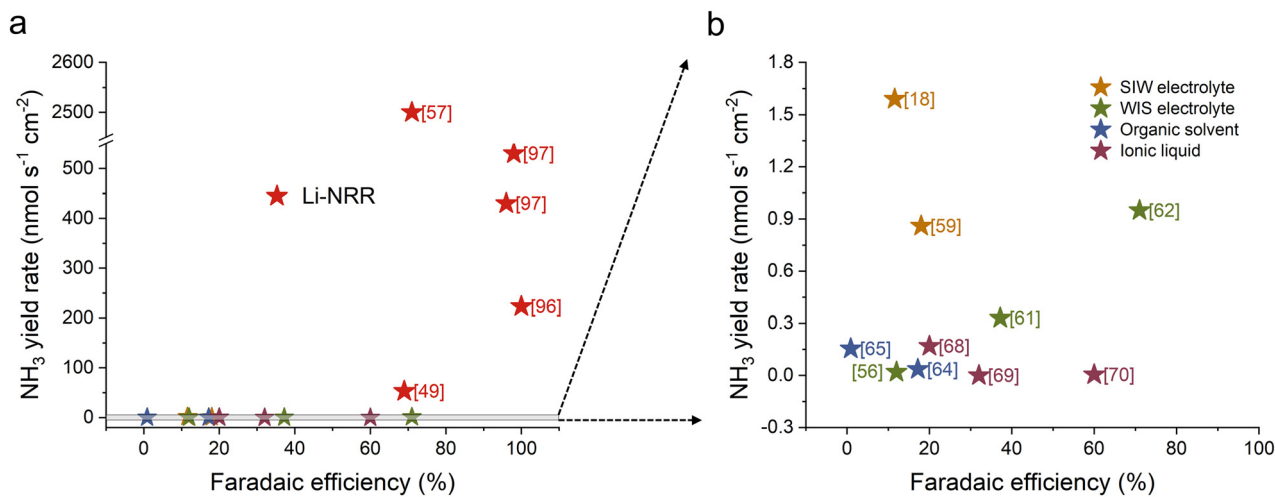 a
2600
2500
500
400
300
200
100
0
NH3 yield rate (nmol s-1 cm-2)
[57]
[97]
Li-NRR
[97]
[96]
[49]
0 20 40 60 80 100
Faradaic efficiency (%)
b
1.8
1.5
1.2
0.9
0.6
0.3
0.0
-0.3
NH3 yield rate (nmol s-1 cm-2)
SIW electrolyte
WIS electrolyte
Organic solvent
Ionic liquid
[18]
[62]
[59]
[61]
[65]
[68]
[56]
[64]
[69]
[70]
0 20 40 60 80 100
Faradaic efficiency (%)